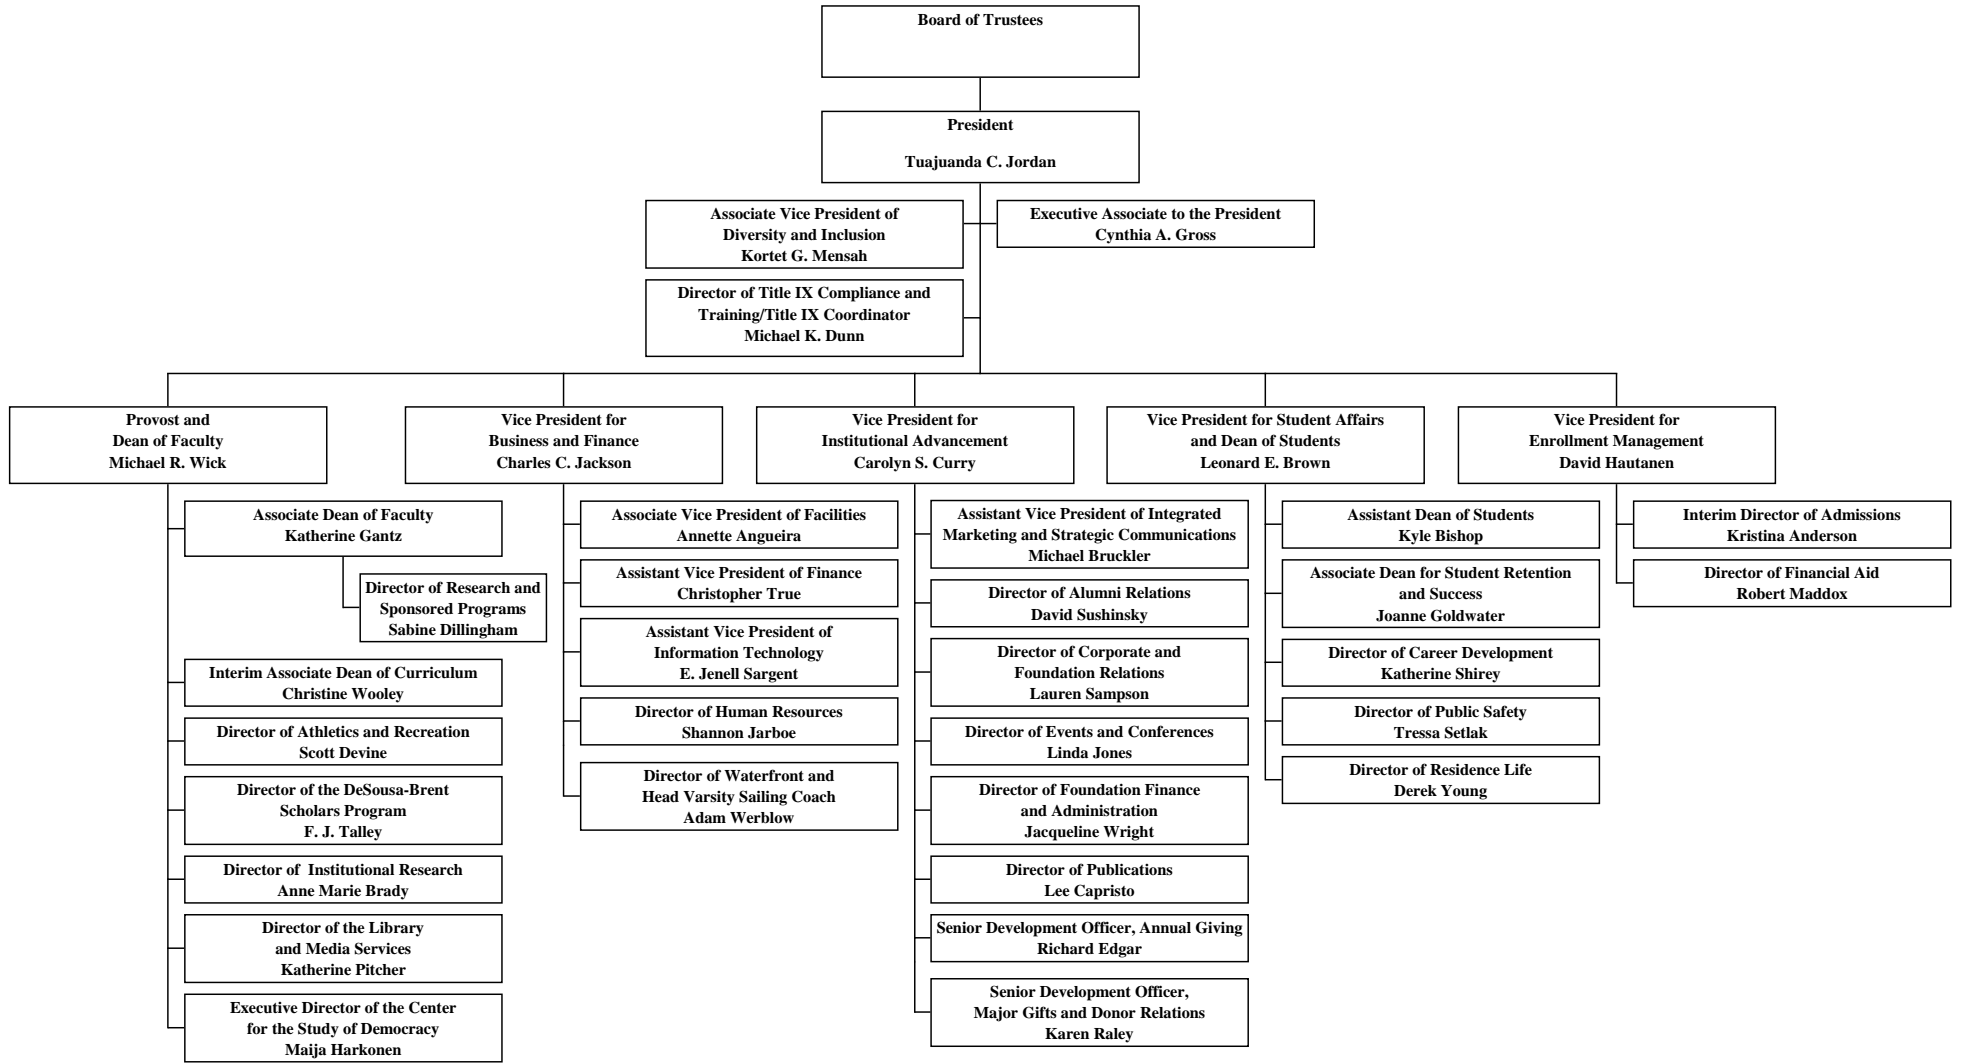 Board of Trustees
President
Tuajuanda C. Jordan
Associate Vice President of
Diversity and Inclusion
Kortet G. Mensah
Executive Associate to the President
Cynthia A. Gross
Director of Title IX Compliance and
Training/Title IX Coordinator
Michael K. Dunn
Provost and
Dean of Faculty
Michael R. Wick
Associate Dean of Faculty
Katherine Gantz
Director of Research and
Sponsored Programs
Sabine Dillingham
Interim Associate Dean of Curriculum
Christine Wooley
Director of Athletics and Recreation
Scott Devine
Director of the DeSousa-Brent
Scholars Program
F. J. Talley
Director of  Institutional Research
Anne Marie Brady
Director of the Library
and Media Services
Katherine Pitcher
Executive Director of the Center
for the Study of Democracy
Maija Harkonen
Vice President for
Business and Finance
Charles C. Jackson
Associate Vice President of Facilities
Annette Angueira
Assistant Vice President of Finance
Christopher True
Assistant Vice President of
Information Technology
E. Jenell Sargent
Director of Human Resources
Shannon Jarboe
Director of Waterfront and
Head Varsity Sailing Coach
Adam Werblow
Vice President for
Institutional Advancement
Carolyn S. Curry
Assistant Vice President of Integrated
Marketing and Strategic Communications
Michael Bruckler
Director of Alumni Relations
David Sushinsky
Director of Corporate and
Foundation Relations
Lauren Sampson
Director of Events and Conferences
Linda Jones
Director of Foundation Finance
and Administration
Jacqueline Wright
Director of Publications
Lee Capristo
Senior Development Officer, Annual Giving
Richard Edgar
Senior Development Officer,
Major Gifts and Donor Relations
Karen Raley
Vice President for Student Affairs
and Dean of Students
Leonard E. Brown
Assistant Dean of Students
Kyle Bishop
Associate Dean for Student Retention
and Success
Joanne Goldwater
Director of Career Development
Katherine Shirey
Director of Public Safety
Tressa Setlak
Director of Residence Life
Derek Young
Vice President for
Enrollment Management
David Hautanen
Interim Director of Admissions
Kristina Anderson
Director of Financial Aid
Robert Maddox